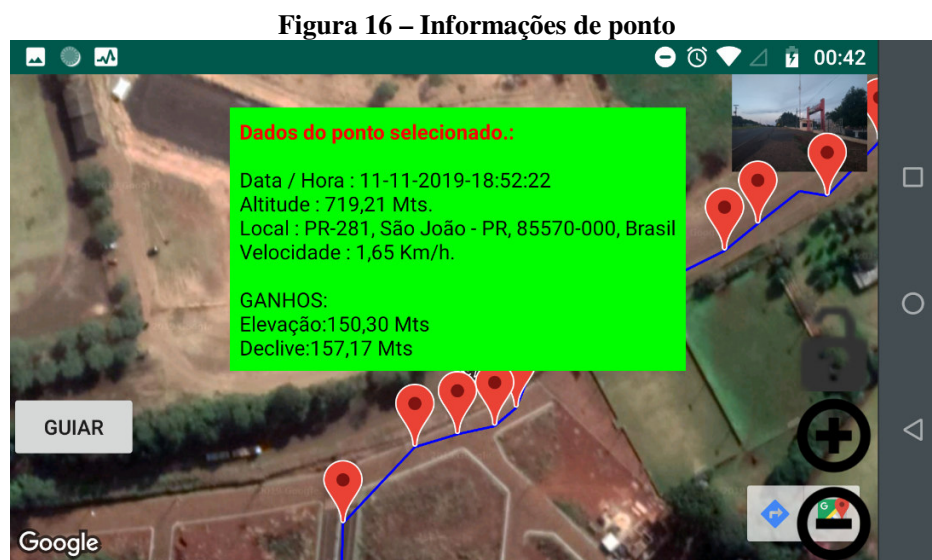 Figura 16 – Informações de ponto
00:42
Dados do ponto selecionado.:
Data / Hora : 11-11-2019-18:52:22
Altitude : 719,21 Mts.
Local : PR-281, São João - PR, 85570-000, Brasil
Velocidade : 1,65 Km/h.
GANHOS:
Elevação:150,30 Mts
Declive:157,17 Mts
GUIAR
Google